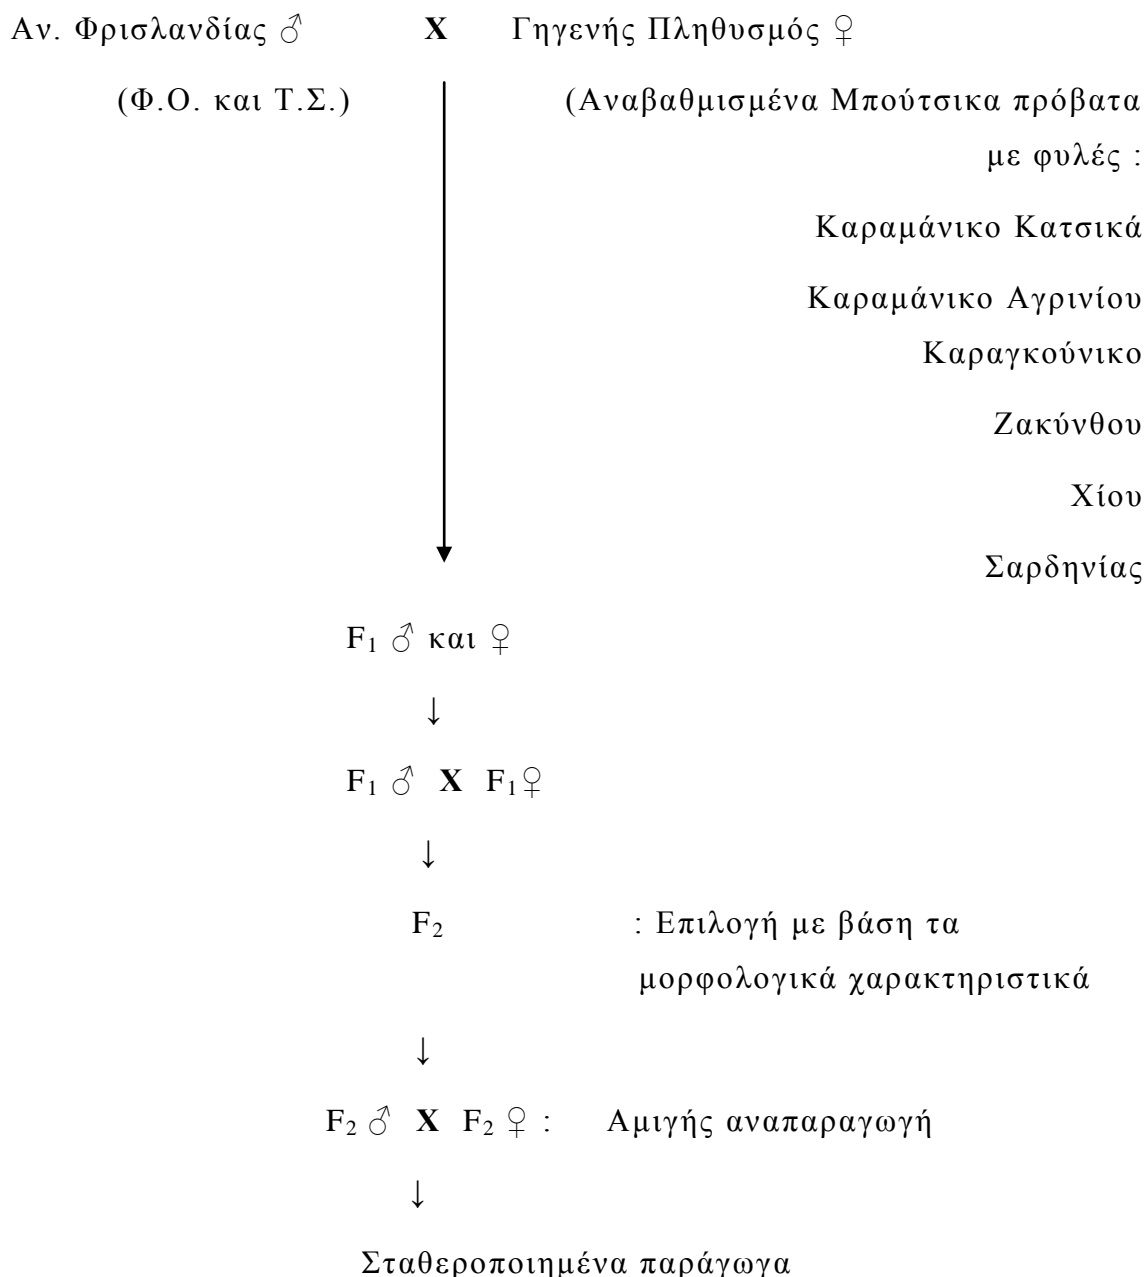 Αν. Φρισλανδίας ♂ X Γηγενής Πληθυσμός ♀
(Φ.Ο. και Τ.Σ.) (Αναβαθμισμένα Μπούτσικα πρόβατα
με φυλές :
Καραμάνικο Κατσικά
Καραμάνικο Αγρινίου
Καραγκούνικο
Ζακύνθου
Χίου
Σαρδηνίας
F₁ ♂ και ♀
↓
F₁ ♂ X F₁♀
↓
F₂ : Επιλογή με βάση τα
μορφολογικά χαρακτηριστικά
↓
F₂ ♂ X F₂ ♀ : Αμιγής αναπαραγωγή
↓
Σταθεροποιημένα παράγωγα